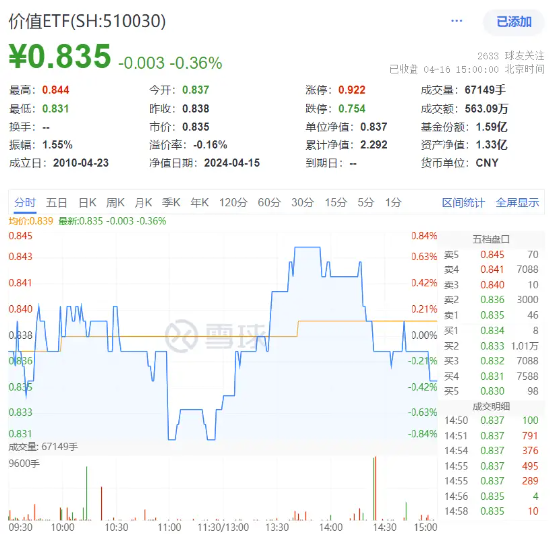 价值ETF(SH:510030)
··· 已添加
¥0.835 -0.003 -0.36%
2633 球友关注
已收盘 04-16 15:00:00 北京时间
最高：0.844 今开：0.837 涨停：0.922 成交量：67149手
最低：0.831 昨收：0.838 跌停：0.754 成交额：563.09万
换手：-- 市价：0.835 单位净值：0.837 基金份额：1.59亿
振幅：1.55% 溢价率：-0.16% 累计净值：2.292 资产净值：1.33亿
成立日：2010-04-23 净值日期：2024-04-15 到期日：-- 货币单位：CNY
分时 五日 日K 周K 月K 季K 年K 120分 60分 30分 15分 5分 1分 区间统计 全屏显示
均价:0.839 最新:0.835 -0.003 -0.36%
0.845 0.84%
0.843 0.63%
0.841 0.42%
0.840 0.21%
0.838 0.00%
0.836 -0.21%
0.835 -0.42%
0.833 -0.63%
0.831 -0.84%
雪球
成交量: 67149手
9600手
09:30 10:00 10:30 11:00 11:30/13:00 13:30 14:00 14:30 15:00
五档盘口
卖5 0.845 70
卖4 0.841 7088
卖3 0.840 10
卖2 0.836 3000
卖1 0.835 46
买1 0.834 8
买2 0.833 1.01万
买3 0.832 7088
买4 0.831 7588
买5 0.830 98
成交明细
14:50 0.837 100
14:51 0.837 791
14:54 0.837 376
14:55 0.837 495
14:55 0.837 289
14:56 0.835 4
14:58 0.835 10